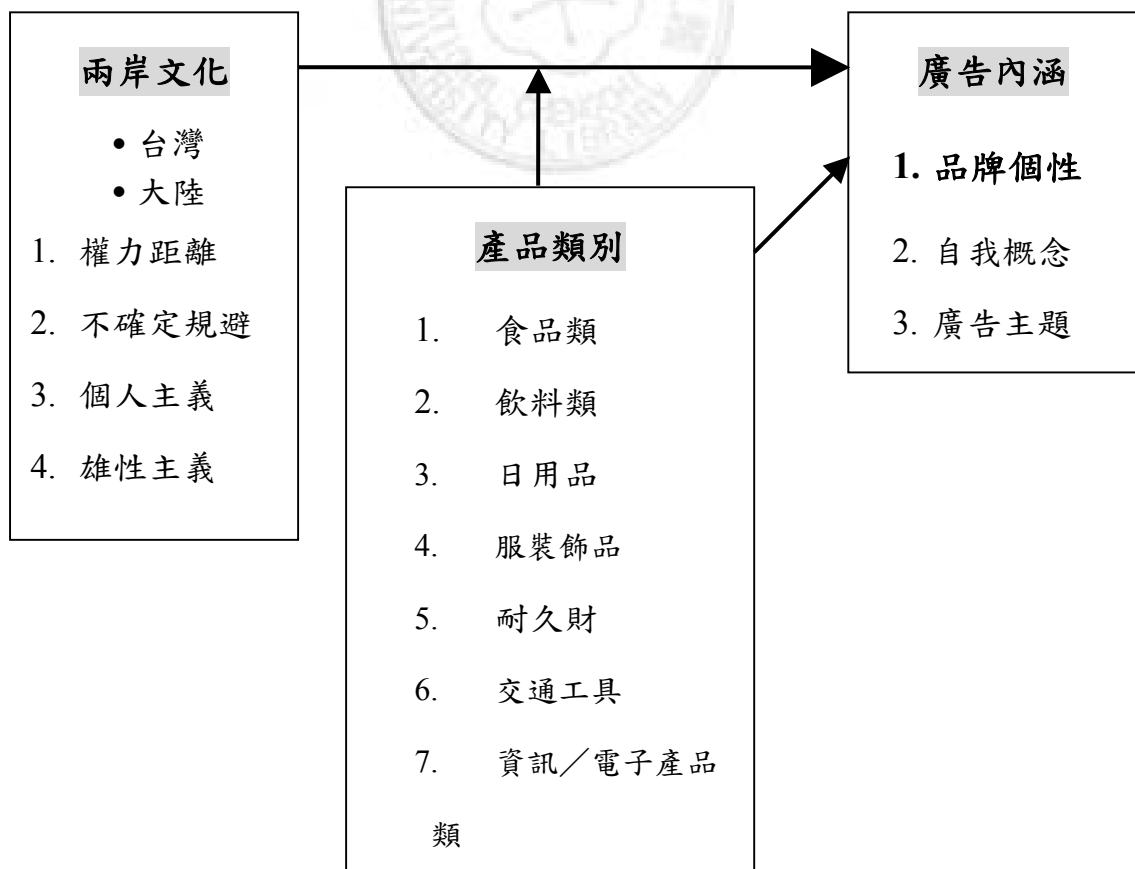 兩岸文化
• 台灣
• 大陸
1. 權力距離
2. 不確定規避
3. 個人主義
4. 雄性主義
產品類別
1. 食品類
2. 飲料類
3. 日用品
4. 服裝飾品
5. 耐久財
6. 交通工具
7. 資訊／電子產品
類
廣告內涵
1. 品牌個性
2. 自我概念
3. 廣告主題